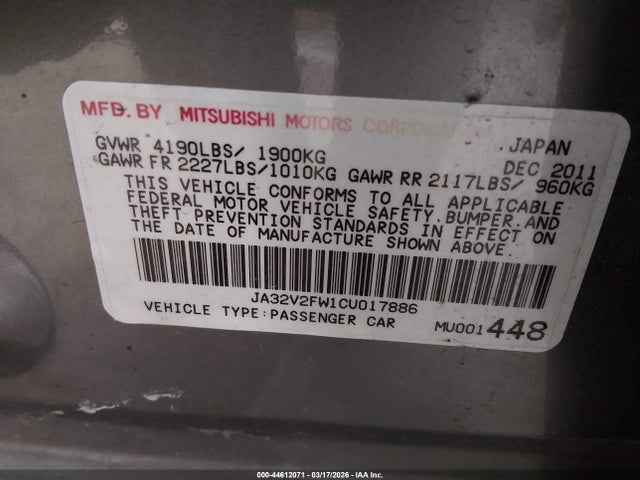 MFD. BY MITSUBISHI MOTORS CORPORATION
JAPAN
GVWR 4190LBS/ 1900KG
DEC 2011
GAWR FR 2227LBS/1010KG GAWR RR 2117LBS/ 960KG
THIS VEHICLE CONFORMS TO ALL APPLICABLE
FEDERAL MOTOR VEHICLE SAFETY, BUMPER, AND
THEFT PREVENTION STANDARDS IN EFFECT ON
THE DATE OF MANUFACTURE SHOWN ABOVE.
JA32V2FW1CU017886
VEHICLE TYPE:PASSENGER CAR
MU001448
000-44612071 - 03/17/2026 - IAA Inc.